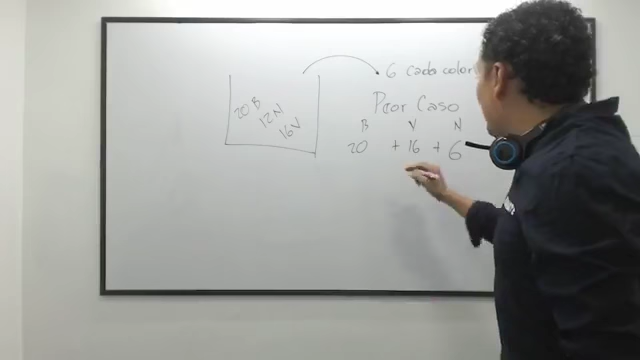 20 B
12 N
16 V
6 cada color
Peor Caso
B V N
20 + 16 + 6